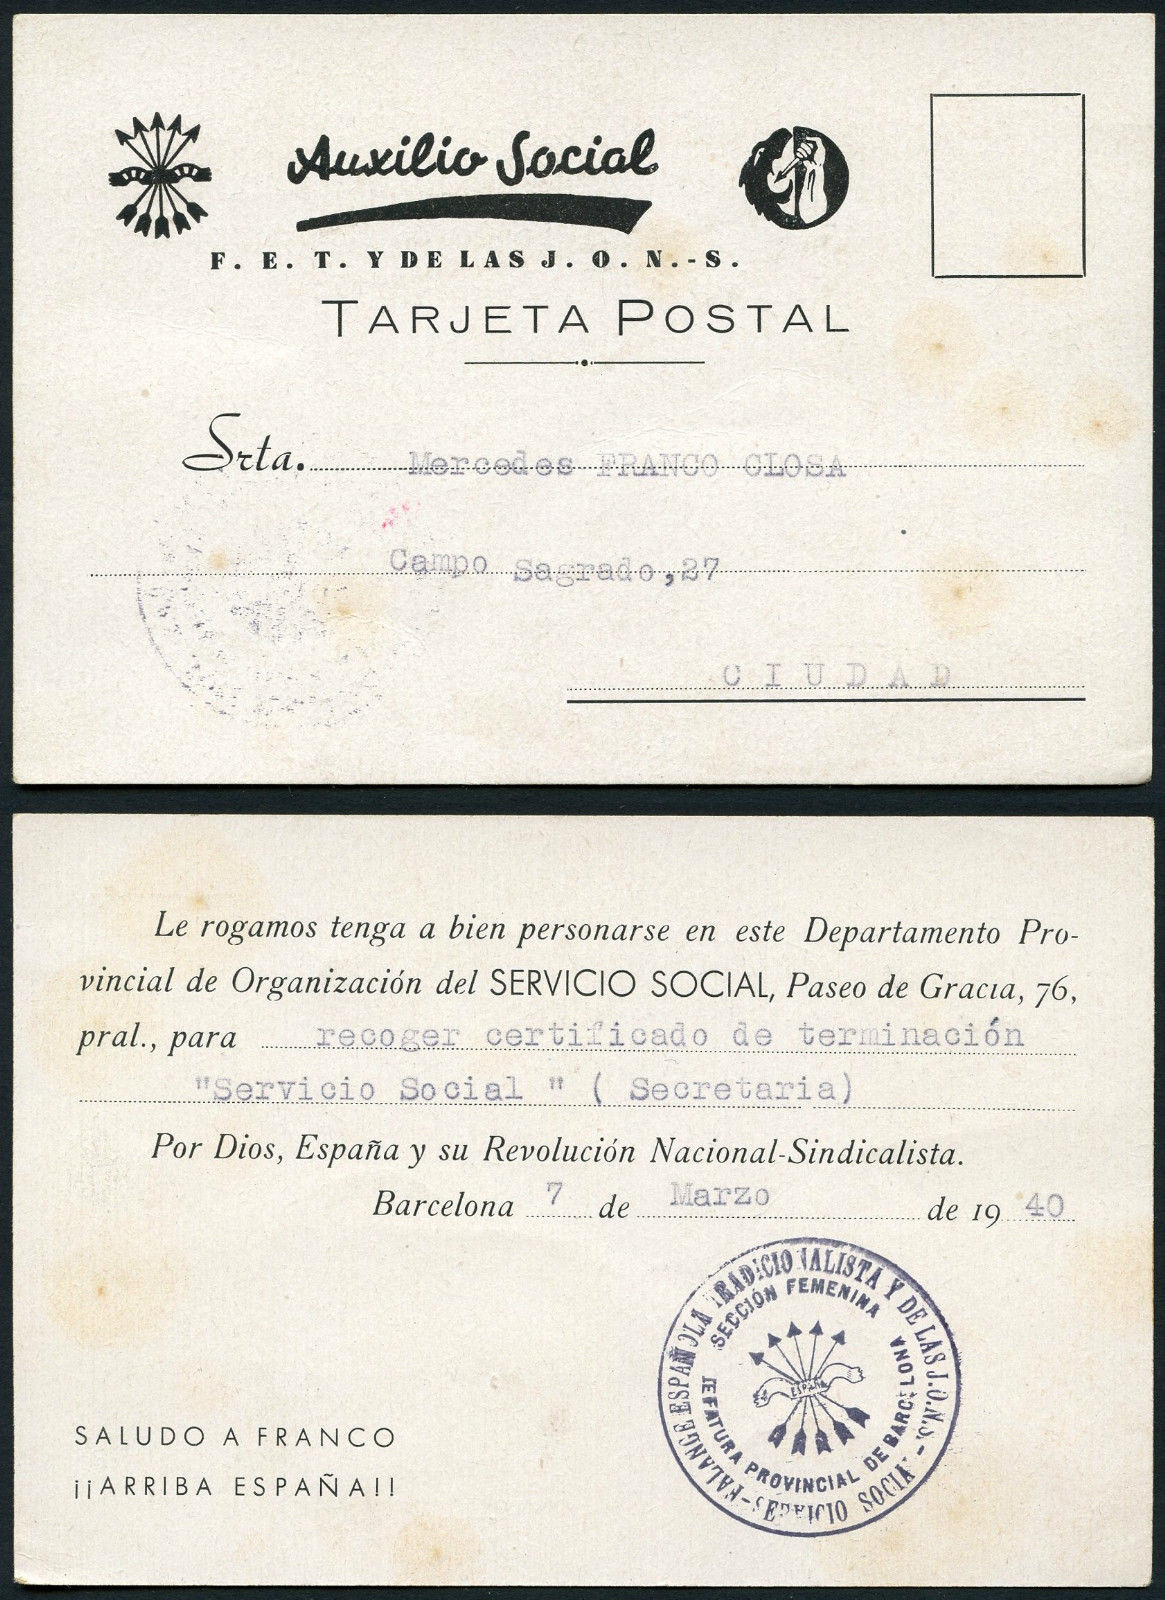 Auxilio Social
F. E. T. Y DE LAS J. O. N.-S.
TARJETA POSTAL
Srta. Mercedes FRANCO CLOSA
Campo Sagrado,27
CIUDAD
Le rogamos tenga a bien personarse en este Departamento Pro-
vincial de Organización del SERVICIO SOCIAL, Paseo de Gracia, 76,
pral., para recoger certificado de terminación
"Servicio Social " ( Secretaria)
Por Dios, España y su Revolución Nacional-Sindicalista.
Barcelona 7 de Marzo de 19 40
FALANGE ESPAÑOLA TRADICIONALISTA Y DE LAS J.O.N.S. - SERVICIO SOCIAL -
SECCIÓN FEMENINA
JEFATURA PROVINCIAL DE BARCELONA
ESPAÑA
SALUDO A FRANCO
¡¡ARRIBA ESPAÑA!!